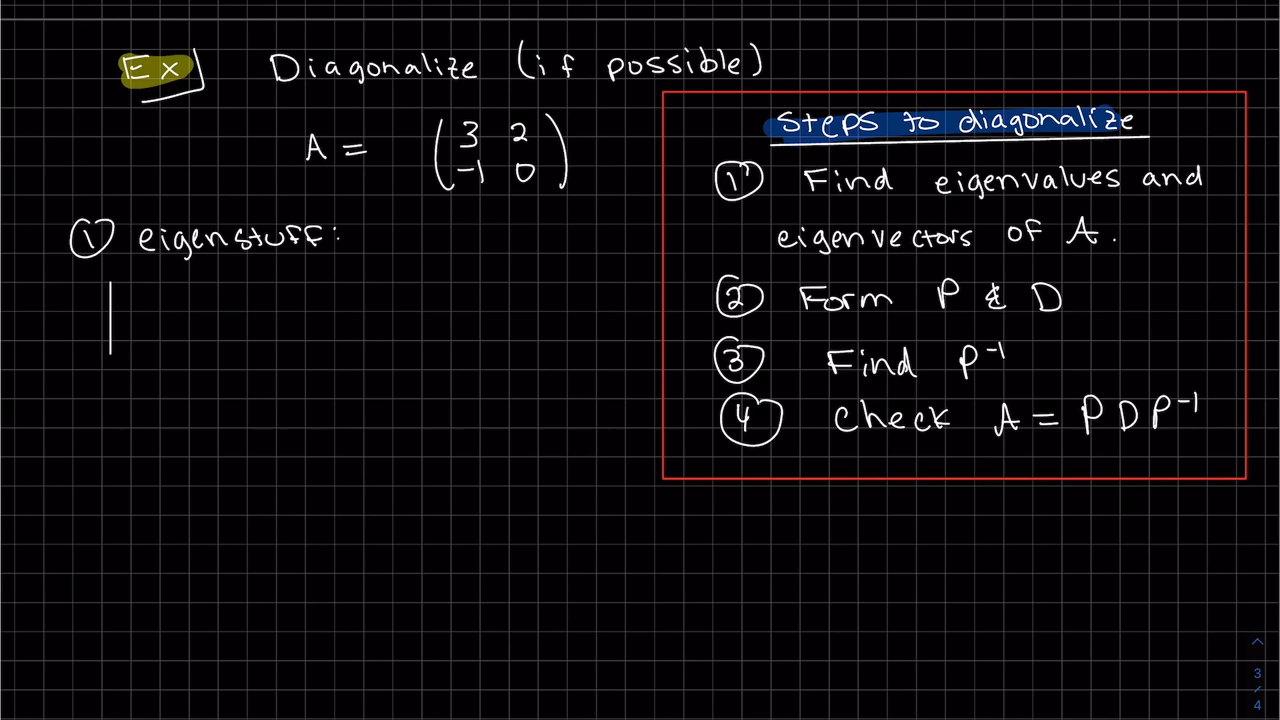 Ex Diagonalize (if possible)
A = (3 2
-1 0)
① eigenstuff:
|
Steps to diagonalize
① Find eigenvalues and
eigenvectors of A.
② Form P & D
③ Find P⁻¹
④ Check A = P D P⁻¹
3
/
4